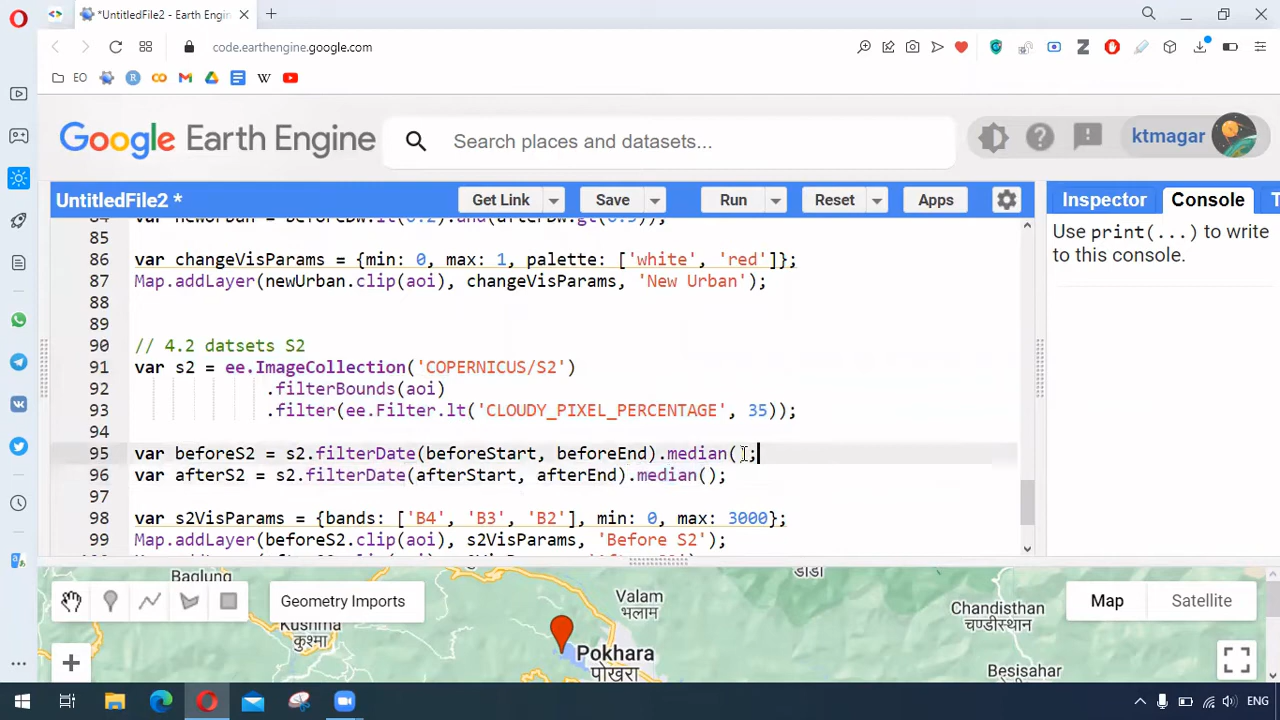 *UntitledFile2 - Earth Engin
code.earthengine.google.com
EO
Google Earth Engine
Search places and datasets...
ktmagar
UntitledFile2 *
Get Link
Save
Run
Reset
Apps
Inspector
Console
T
Use print(...) to write
to this console.
85
86 var changeVisParams = {min: 0, max: 1, palette: ['white', 'red']};
87 Map.addLayer(newUrban.clip(aoi), changeVisParams, 'New Urban');
88
89
90 // 4.2 datsets S2
91 var s2 = ee.ImageCollection('COPERNICUS/S2')
92 .filterBounds(aoi)
93 .filter(ee.Filter.lt('CLOUDY_PIXEL_PERCENTAGE', 35));
94
95 var beforeS2 = s2.filterDate(beforeStart, beforeEnd).median();
96 var afterS2 = s2.filterDate(afterStart, afterEnd).median();
97
98 var s2VisParams = {bands: ['B4', 'B3', 'B2'], min: 0, max: 3000};
99 Map.addLayer(beforeS2.clip(aoi), s2VisParams, 'Before S2');
Baglung
Geometry Imports
Kushma
कुश्मा
Valam
भलाम
Pokhara
पोखरा
डाँडा
Chandisthan
चण्डीस्थान
Besisahar
Map
Satellite
ENG